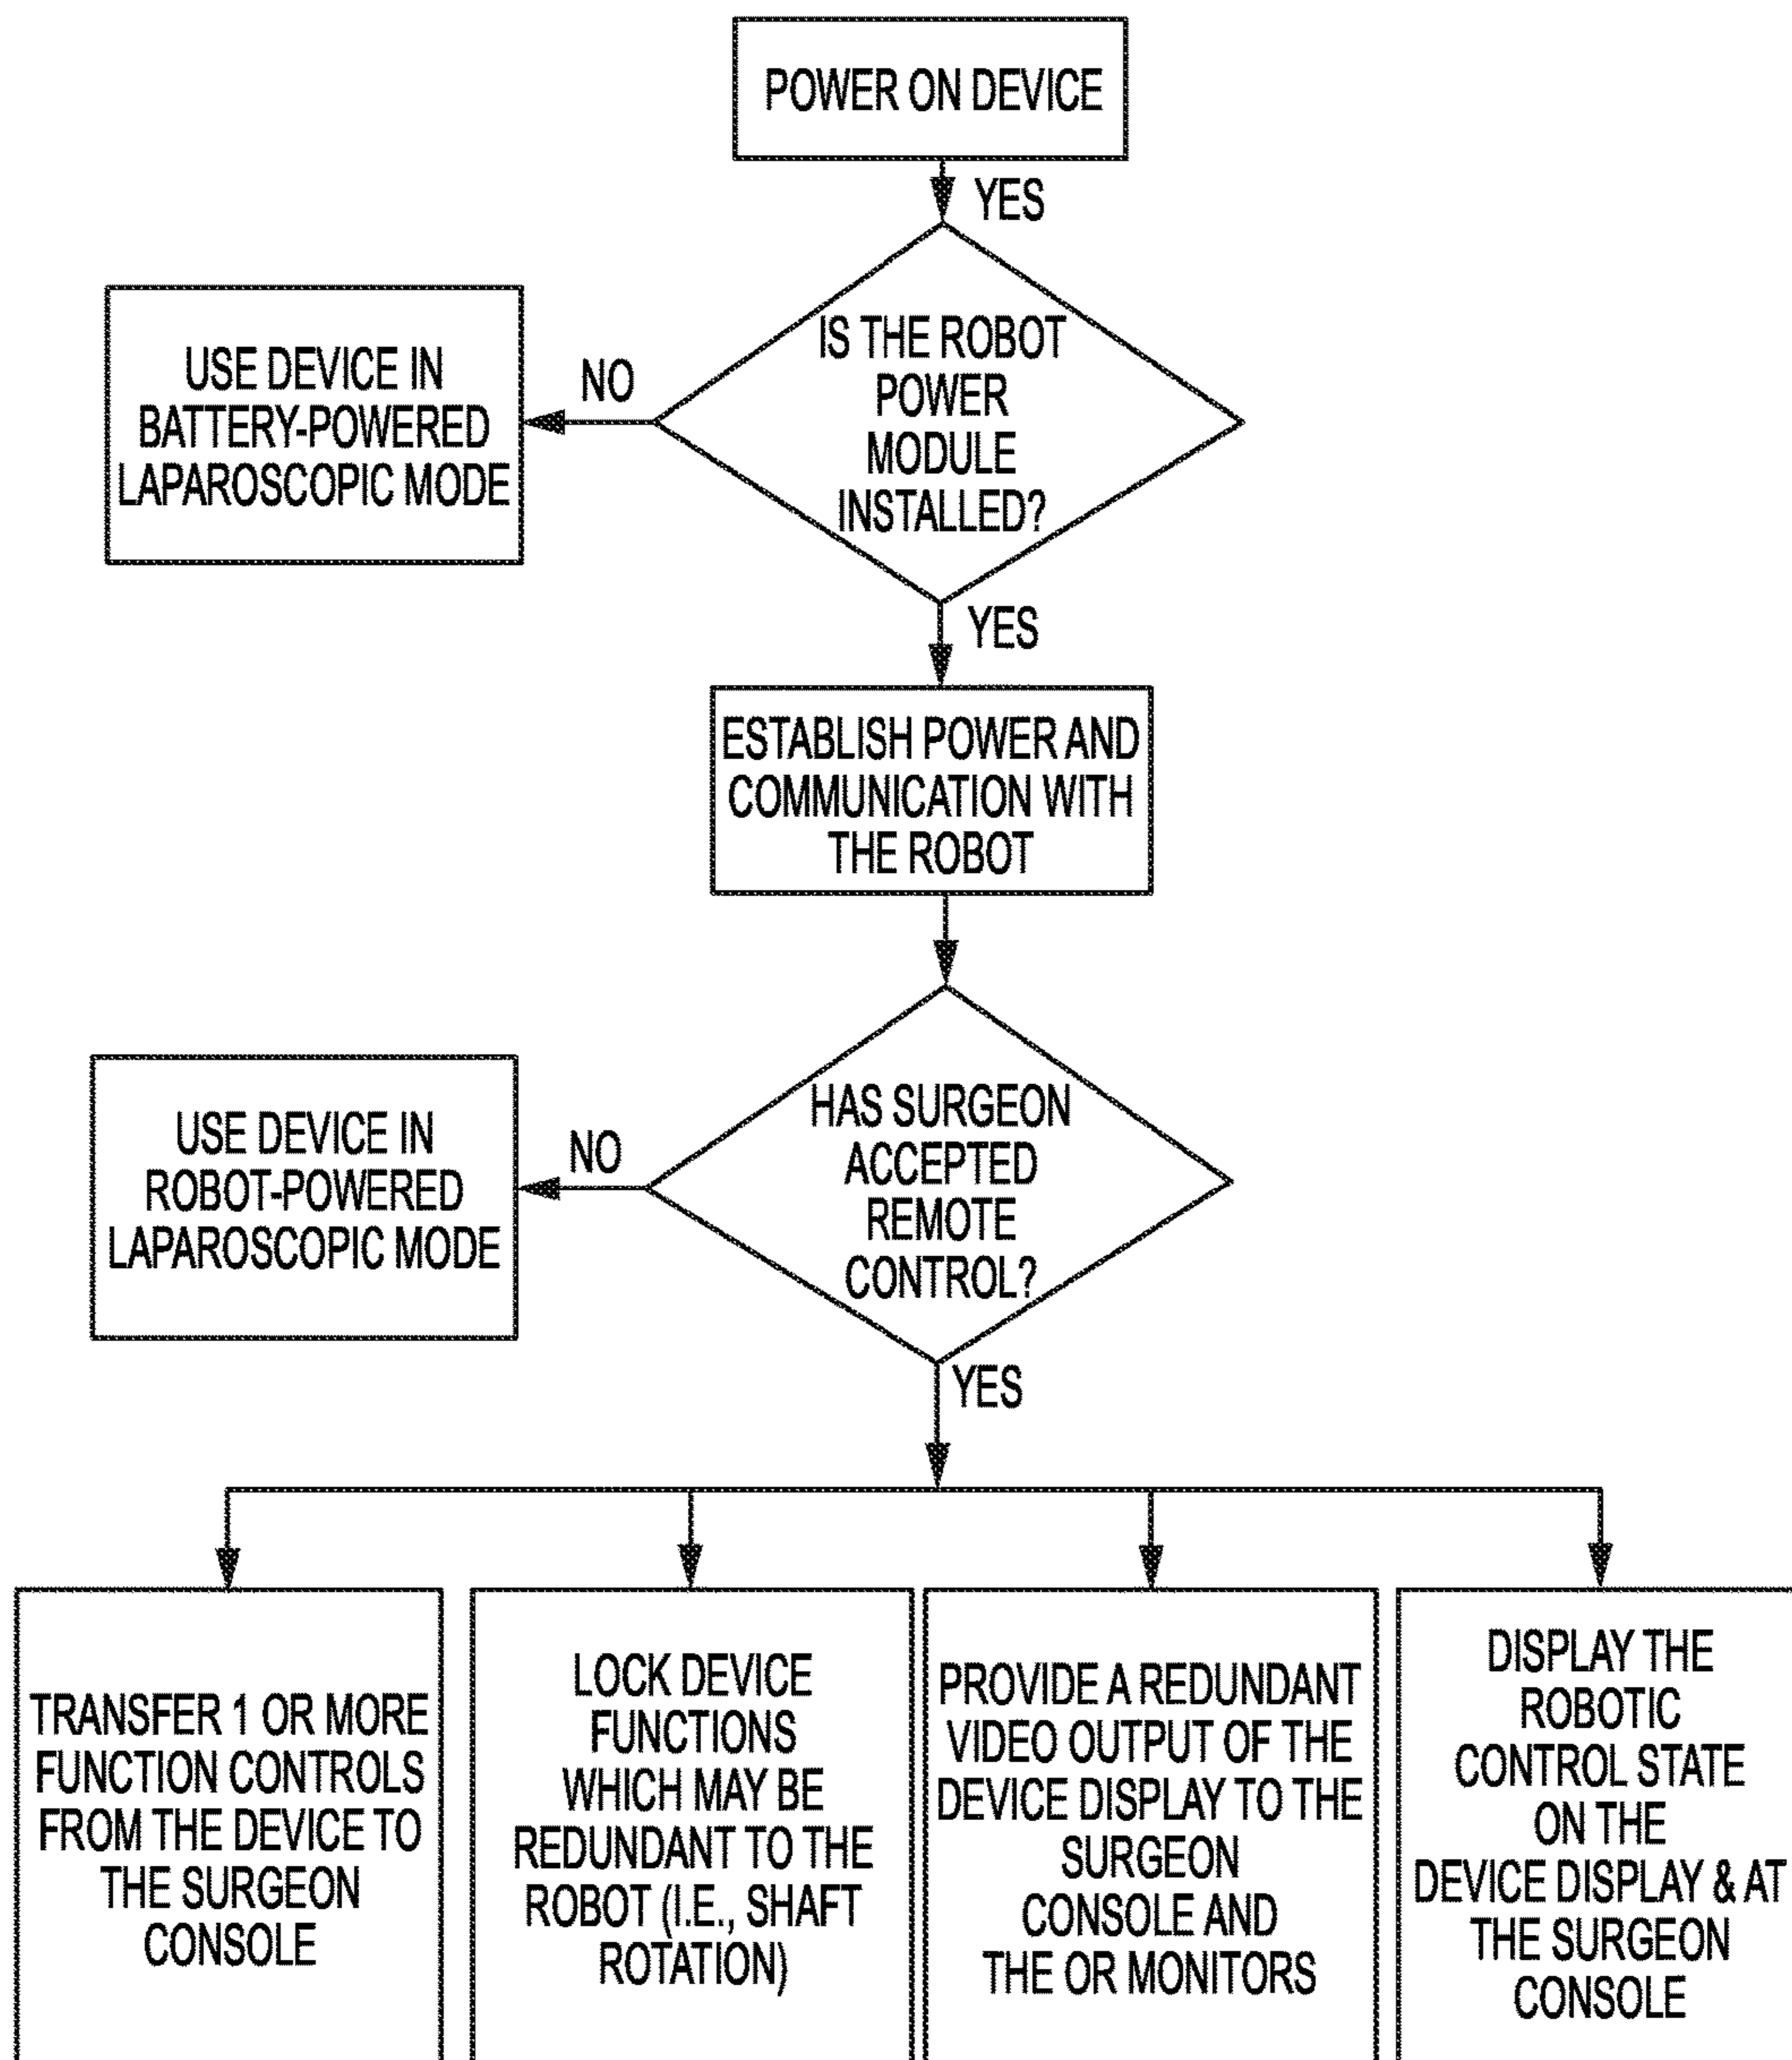 POWER ON DEVICE
YES
IS THE ROBOT
POWER
MODULE
INSTALLED?
NO
USE DEVICE IN
BATTERY-POWERED
LAPAROSCOPIC MODE
YES
ESTABLISH POWER AND
COMMUNICATION WITH
THE ROBOT
HAS SURGEON
ACCEPTED
REMOTE
CONTROL?
NO
USE DEVICE IN
ROBOT-POWERED
LAPAROSCOPIC MODE
YES
TRANSFER 1 OR MORE
FUNCTION CONTROLS
FROM THE DEVICE TO
THE SURGEON
CONSOLE
LOCK DEVICE
FUNCTIONS
WHICH MAY BE
REDUNDANT TO THE
ROBOT (I.E., SHAFT
ROTATION)
PROVIDE A REDUNDANT
VIDEO OUTPUT OF THE
DEVICE DISPLAY TO THE
SURGEON
CONSOLE AND
THE OR MONITORS
DISPLAY THE
ROBOTIC
CONTROL STATE
ON THE
DEVICE DISPLAY & AT
THE SURGEON
CONSOLE